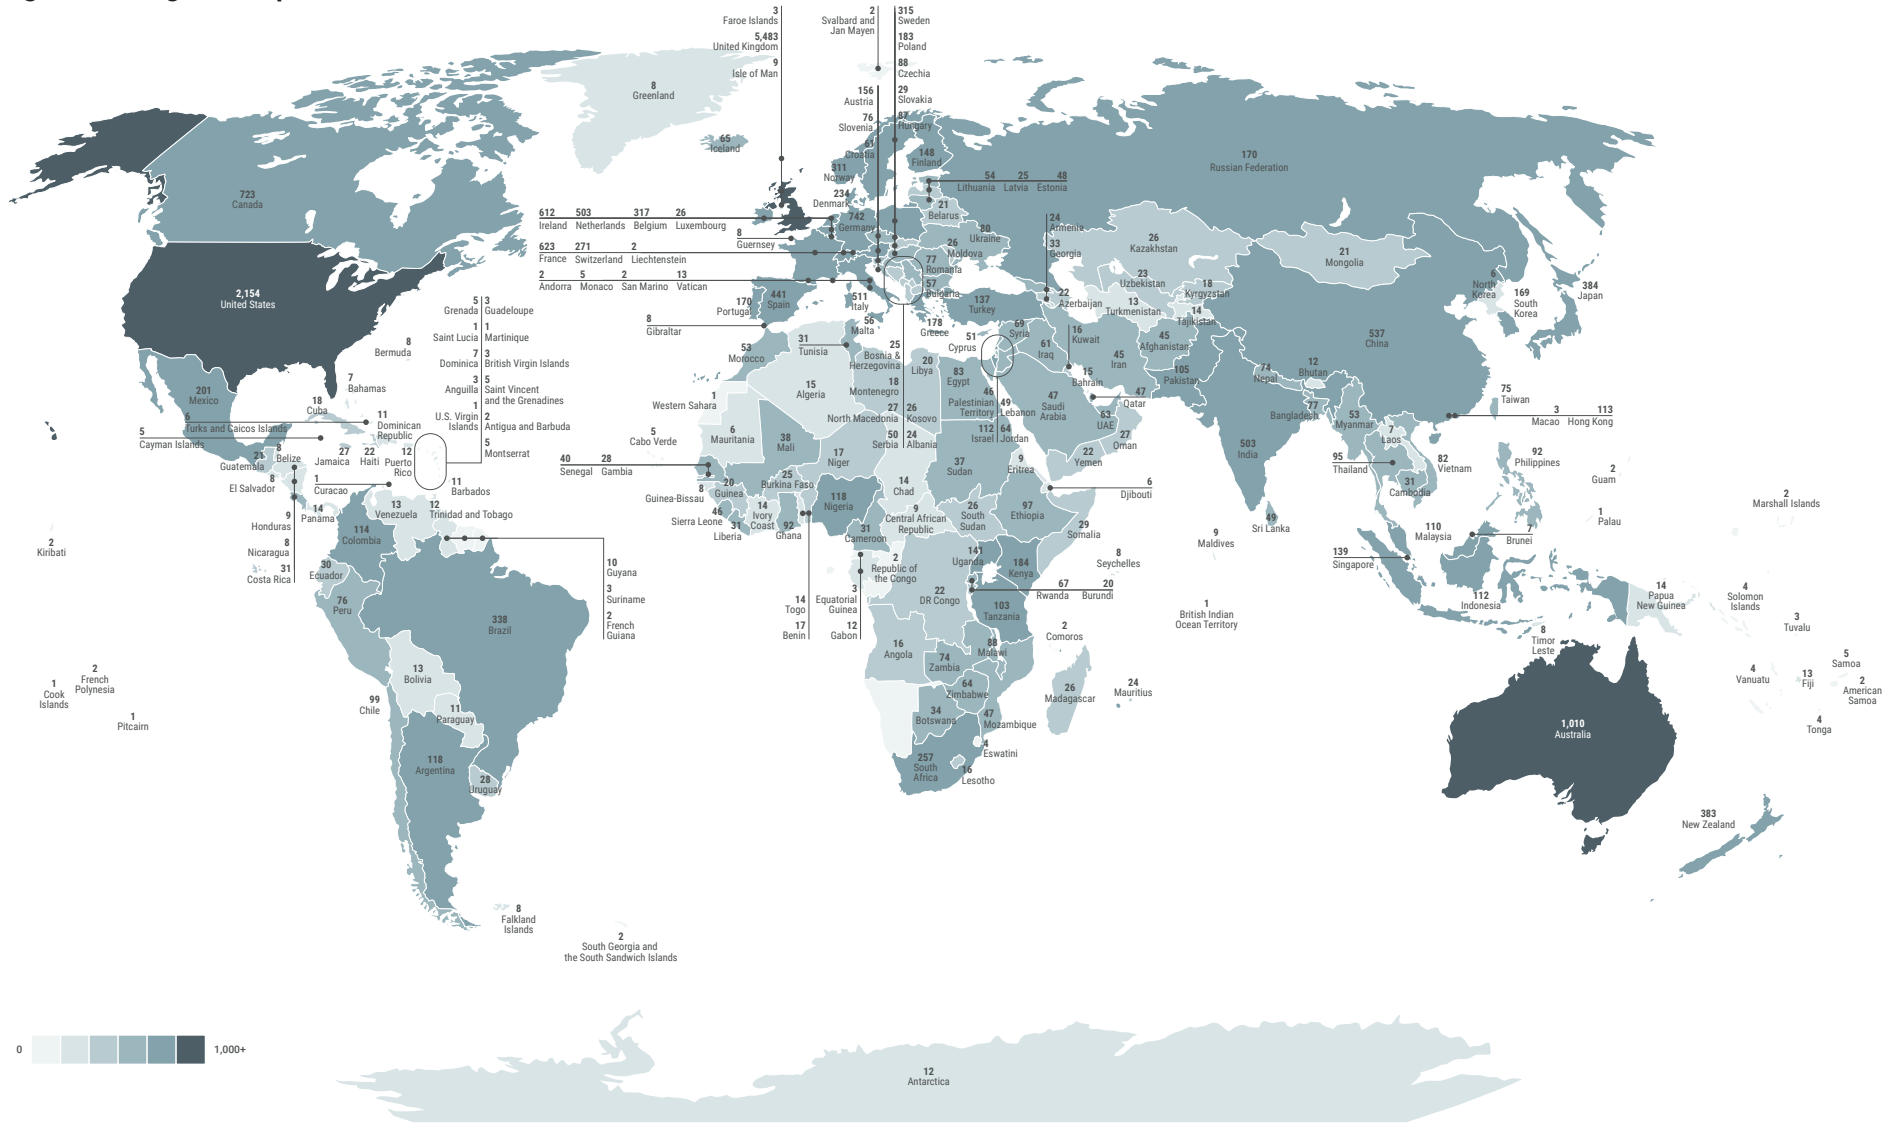 3
Faroe Islands
5,483
United Kingdom
9
Isle of Man
2
Svalbard and
Jan Mayen
315
Sweden
183
Poland
88
Czechia
29
Slovakia
87
Hungary
156
Austria
76
Slovenia
61
Croatia
8
Greenland
65
Iceland
311
Norway
148
Finland
234
Denmark
54 25 48
Lithuania Latvia Estonia
170
Russian Federation
723
Canada
612 503 317 26
Ireland Netherlands Belgium Luxembourg
8
Guernsey
623 271 2
France Switzerland Liechtenstein
2 5 2 13
Andorra Monaco San Marino Vatican
742
Germany
21
Belarus
80
Ukraine
26
Moldova
77
Romania
57
Bulgaria
24
Armenie
33
Georgia
26
Kazakhstan
21
Mongolia
23
Uzbekistan
18
Kyrgyzstan
13
Turkmenistan
14
Tajikistan
22
Azerbaijan
6
North
Korea
169
South
Korea
384
Japan
2,154
United States
5
Grenada
3
Guadeloupe
1
Saint Lucia
1
Martinique
7
Dominica
3
British Virgin Islands
3
Anguilla
5
Saint Vincent
and the Grenadines
1
U.S. Virgin
Islands
2
Antigua and Barbuda
5
Montserrat
8
Bermuda
7
Bahamas
8
Gibraltar
170
Portugal
441
Spain
511
Italy
56
Malta
178
Greece
137
Turkey
51
Cyprus
69
Syria
61
Iraq
16
Kuwait
45
Iran
45
Afghanistan
105
Pakistan
537
China
74
Nepal
12
Bhutan
77
Bangladesh
53
Myanmar
7
Laos
75
Taiwan
3 113
Macao Hong Kong
53
Morocco
31
Tunisia
15
Algeria
20
Libya
83
Egypt
25
Bosnia &
Herzegovina
18
Montenegro
27
North Macedonia
26
Kosovo
50
Serbia
24
Albania
46
Palestinian
Territory
49
Lebanon
112
Israel
64
Jordan
47
Saudi
Arabia
15
Bahrain
47
Qatar
63
UAE
27
Oman
22
Yemen
201
Mexico
18
Cuba
6
Turks and Caicos Islands
5
Cayman Islands
11
Dominican
Republic
27
Jamaica
22
Haiti
12
Puerto
Rico
21
Guatemala
8
Belize
8
El Salvador
1
Curacao
11
Barbados
9
Honduras
8
Nicaragua
31
Costa Rica
14
Panama
13
Venezuela
12
Trinidad and Tobago
114
Colombia
30
Ecuador
76
Peru
338
Brazil
10
Guyana
3
Suriname
2
French
Guiana
13
Bolivia
11
Paraguay
99
Chile
118
Argentina
28
Uruguay
1
Western Sahara
5
Cabo Verde
6
Mauritania
38
Mali
17
Niger
14
Chad
37
Sudan
9
Eritrea
6
Djibouti
40 28
Senegal Gambia
8
Guinea-Bissau
20
Guinea
25
Burkina Faso
46
Sierra Leone
31
Liberia
14
Ivory
Coast
92
Ghana
118
Nigeria
31
Cameroon
9
Central African
Republic
26
South
Sudan
97
Ethiopia
29
Somalia
14
Togo
17
Benin
3
Equatorial
Guinea
12
Gabon
2
Republic of
the Congo
22
DR Congo
141
Uganda
184
Kenya
67 20
Rwanda Burundi
103
Tanzania
8
Seychelles
2
Comoros
16
Angola
74
Zambia
88
Malawi
64
Zimbabwe
34
Botswana
47
Mozambique
26
Madagascar
24
Mauritius
257
South
Africa
4
Eswatini
16
Lesotho
503
India
49
Sri Lanka
9
Maldives
1
British Indian
Ocean Territory
95
Thailand
82
Vietnam
31
Cambodia
92
Philippines
110
Malaysia
7
Brunei
139
Singapore
112
Indonesia
8
Timor
Leste
2
Guam
1
Palau
2
Marshall Islands
14
Papua
New Guinea
4
Solomon
Islands
3
Tuvalu
4
Vanuatu
13
Fiji
5
Samoa
2
American
Samoa
4
Tonga
1,010
Australia
383
New Zealand
2
Kiribati
2
French
Polynesia
1
Cook
Islands
1
Pitcairn
8
Falkland
Islands
2
South Georgia and
the South Sandwich Islands
12
Antarctica
0 1,000+